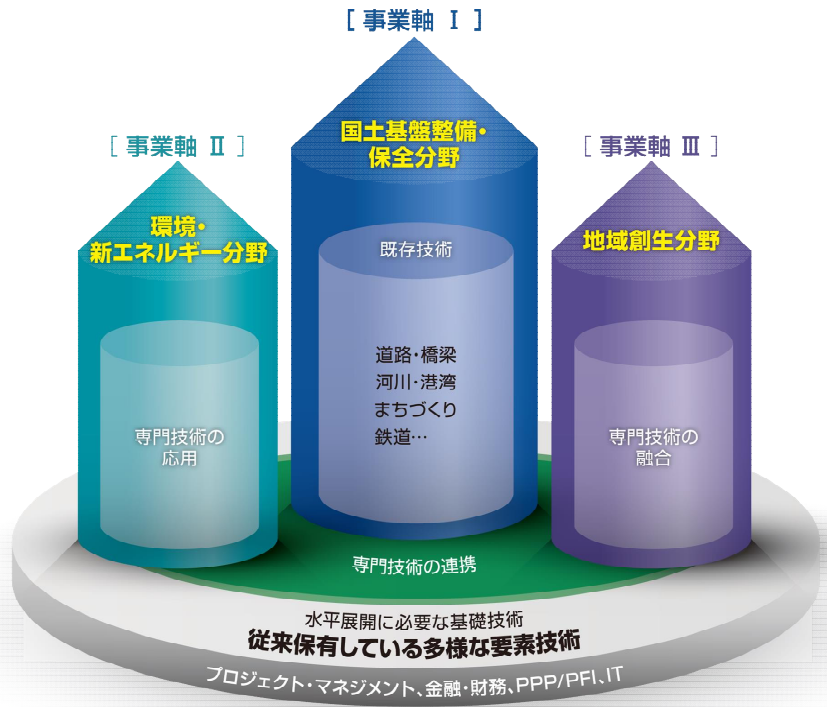 [ 事業軸 Ⅰ ]
国土基盤整備・
保全分野
既存技術
道路・橋梁
河川・港湾
まちづくり
鉄道…
[ 事業軸 Ⅱ ]
環境・
新エネルギー分野
専門技術の
応用
[ 事業軸 Ⅲ ]
地域創生分野
専門技術の
融合
専門技術の連携
水平展開に必要な基礎技術
従来保有している多様な要素技術
プロジェクト・マネジメント、金融・財務、PPP/PFI、IT